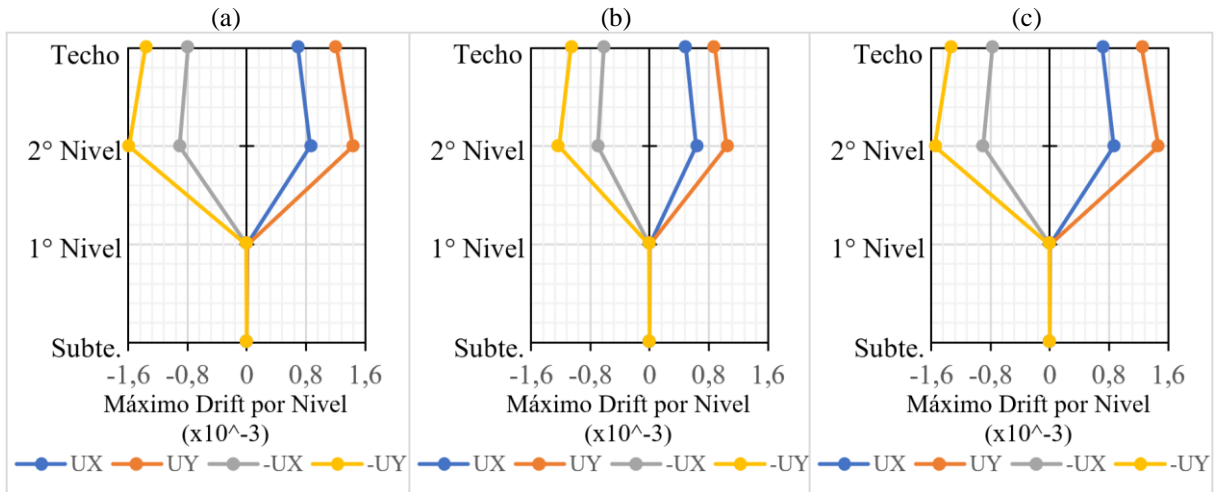 (a)
Techo
2° Nivel
1° Nivel
Subte.
-1,6 -0,8 0 0,8 1,6
Máximo Drift por Nivel
(x10^-3)
UX UY -UX -UY
(b)
Techo
2° Nivel
1° Nivel
Subte.
-1,6 -0,8 0 0,8 1,6
Máximo Drift por Nivel
(x10^-3)
UX UY -UX -UY
(c)
Techo
2° Nivel
1° Nivel
Subte.
-1,6 -0,8 0 0,8 1,6
Máximo Drift por Nivel
(x10^-3)
UX UY -UX -UY